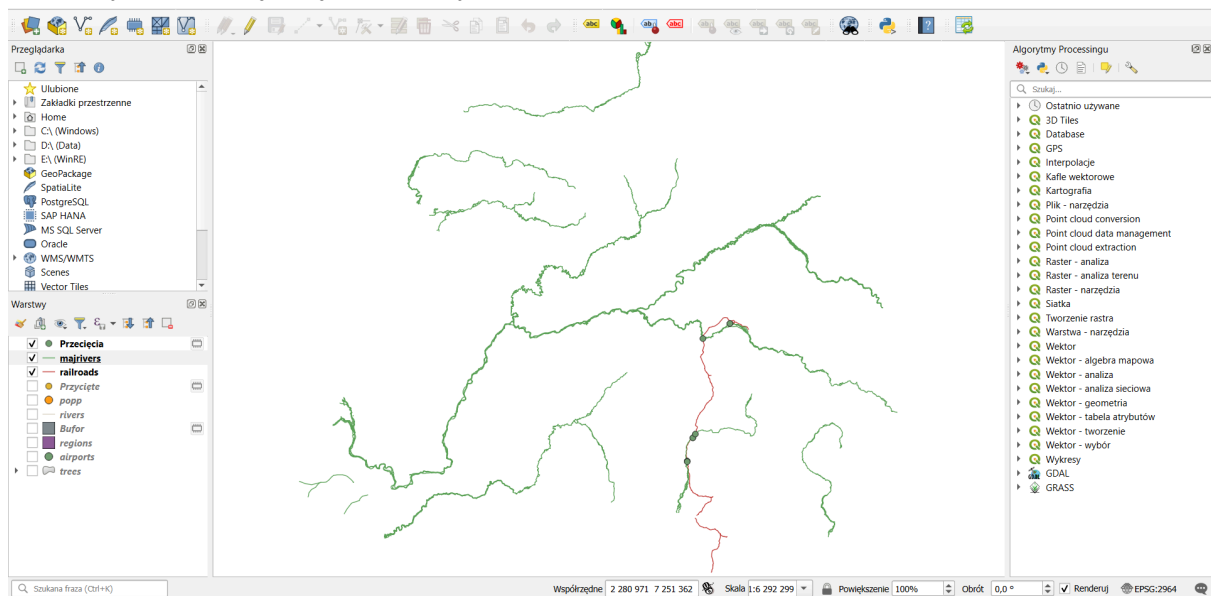 Przeglądarka
Ulubione
Zakładki przestrzenne
Home
C:\ (Windows)
D:\ (Data)
E:\ (WinRE)
GeoPackage
SpatiaLite
PostgreSQL
SAP HANA
MS SQL Server
Oracle
WMS/WMTS
Scenes
Vector Tiles
Warstwy
Przecięcia
majrivers
railroads
Przycięte
popp
rivers
Bufor
regions
airports
trees
Algorytmy Processingu
Szukaj...
Ostatnio używane
3D Tiles
Database
GPS
Interpolacje
Kafle wektorowe
Kartografia
Plik - narzędzia
Point cloud conversion
Point cloud data management
Point cloud extraction
Raster - analiza
Raster - analiza terenu
Raster - narzędzia
Siatka
Tworzenie rastra
Warstwa - narzędzia
Wektor
Wektor - algebra mapowa
Wektor - analiza
Wektor - analiza sieciowa
Wektor - geometria
Wektor - tabela atrybutów
Wektor - tworzenie
Wektor - wybór
Wykresy
GDAL
GRASS
Szukana fraza (Ctrl+K) Współrzędne 2 280 971 7 251 362 Skala 1:6 292 299 Powiększenie 100% Obrót 0,0 ° Renderuj EPSG:2964